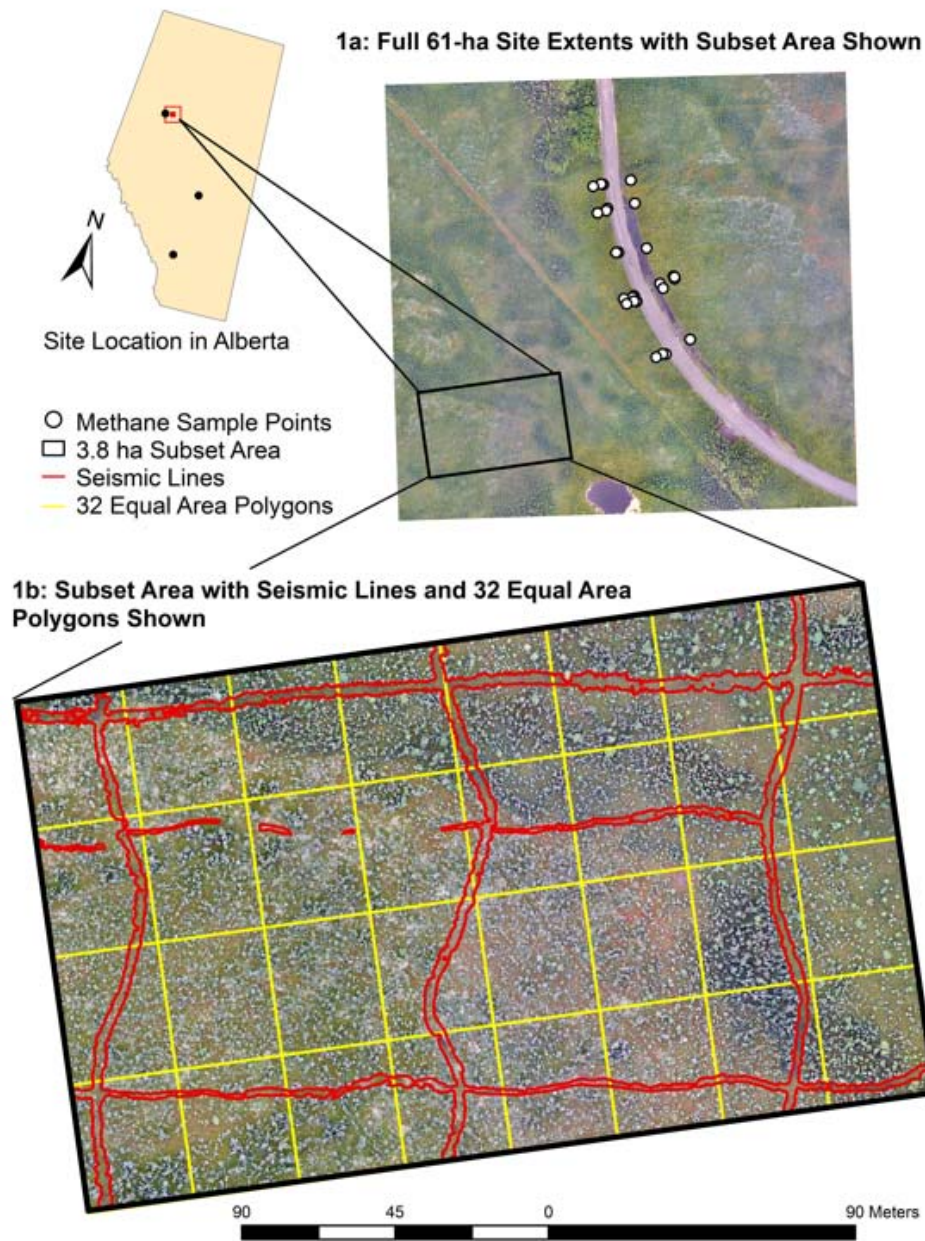 1a: Full 61-ha Site Extents with Subset Area Shown
N
Site Location in Alberta
Methane Sample Points
3.8 ha Subset Area
Seismic Lines
32 Equal Area Polygons
1b: Subset Area with Seismic Lines and 32 Equal Area
Polygons Shown
90 45 0 90 Meters